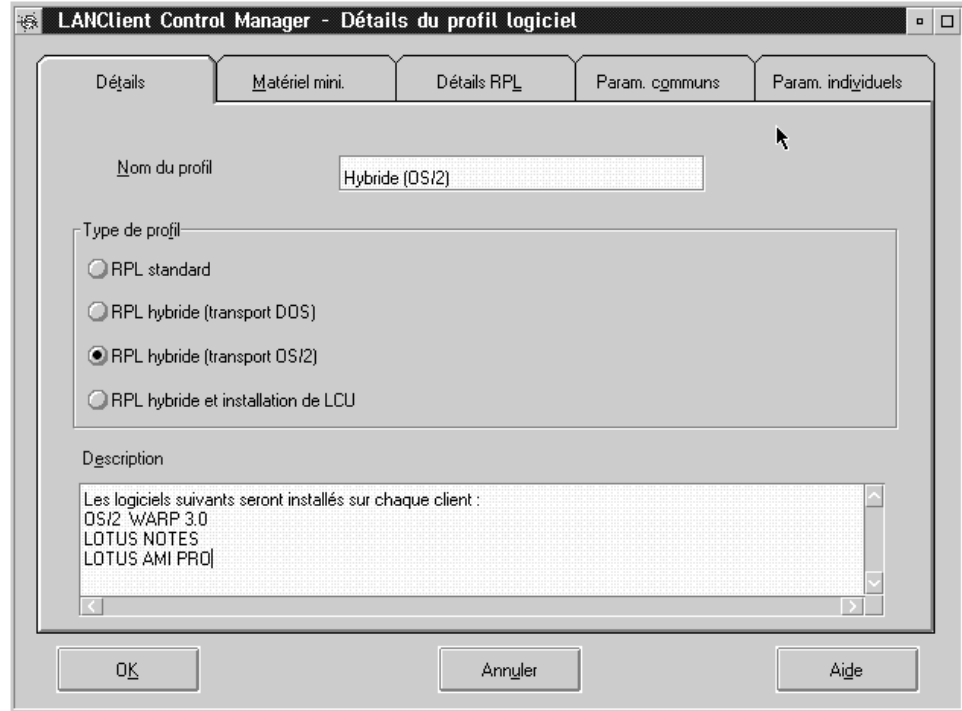 LANClient Control Manager - Détails du profil logiciel
Détails
Matériel mini.
Détails RPL
Param. communs
Param. individuels
Nom du profil
Hybride (OS/2)
Type de profil
RPL standard
RPL hybride (transport DOS)
RPL hybride (transport OS/2)
RPL hybride et installation de LCU
Description
Les logiciels suivants seront installés sur chaque client :
OS/2 WARP 3.0
LOTUS NOTES
LOTUS AMI PRO
OK
Annuler
Aide